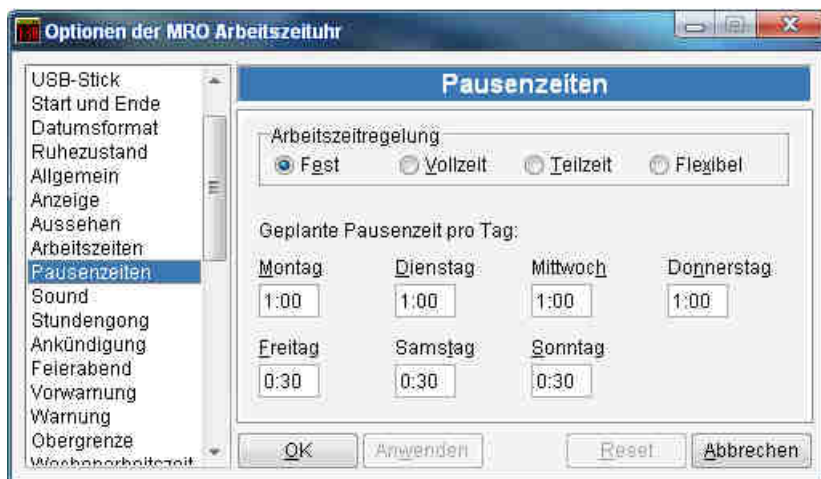 Optionen der MRO Arbeitszeituhr
USB-Stick
Start und Ende
Datumsformat
Ruhezustand
Allgemein
Anzeige
Aussehen
Arbeitszeiten
Pausenzeiten
Sound
Stundengong
Ankündigung
Feierabend
Vorwarnung
Warnung
Obergrenze
Wochenarbeitszeit
Pausenzeiten
Arbeitszeitregelung
Fest Vollzeit Teilzeit Flexibel
Geplante Pausenzeit pro Tag:
Montag Dienstag Mittwoch Donnerstag
1:00 1:00 1:00 1:00
Freitag Samstag Sonntag
0:30 0:30 0:30
OK Anwenden Reset Abbrechen